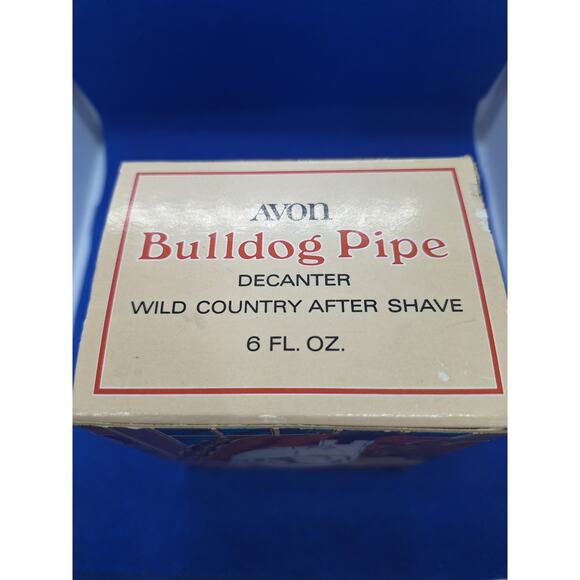 AVON
Bulldog Pipe
DECANTER
WILD COUNTRY AFTER SHAVE
6 FL. OZ.